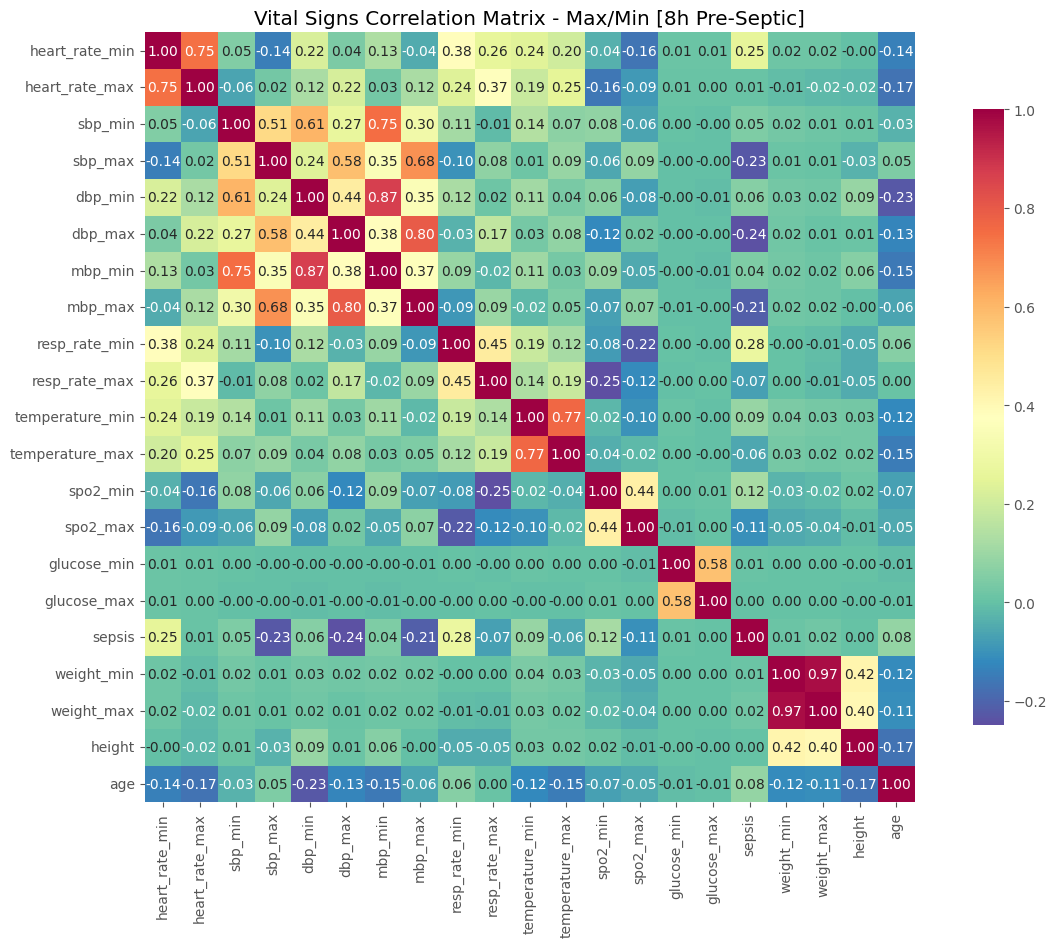 Vital Signs Correlation Matrix - Max/Min [8h Pre-Septic]
heart_rate_min 1.00 0.75 0.05 -0.14 0.22 0.04 0.13 -0.04 0.38 0.26 0.24 0.20 -0.04 -0.16 0.01 0.01 0.25 0.02 0.02 -0.00 -0.14
heart_rate_max 0.75 1.00 -0.06 0.02 0.12 0.22 0.03 0.12 0.24 0.37 0.19 0.25 -0.16 -0.09 0.01 0.00 0.01 -0.01 -0.02 -0.02 -0.17
sbp_min 0.05 -0.06 1.00 0.51 0.61 0.27 0.75 0.30 0.11 -0.01 0.14 0.07 0.08 -0.06 0.00 -0.00 0.05 0.02 0.01 0.01 -0.03
sbp_max -0.14 0.02 0.51 1.00 0.24 0.58 0.35 0.68 -0.10 0.08 0.01 0.09 -0.06 0.09 -0.00 -0.00 -0.23 0.01 0.01 -0.03 0.05
dbp_min 0.22 0.12 0.61 0.24 1.00 0.44 0.87 0.35 0.12 0.02 0.11 0.04 0.06 -0.08 -0.00 -0.01 0.06 0.03 0.02 0.09 -0.23
dbp_max 0.04 0.22 0.27 0.58 0.44 1.00 0.38 0.80 -0.03 0.17 0.03 0.08 -0.12 0.02 -0.00 -0.01 -0.24 0.02 0.01 0.01 -0.13
mbp_min 0.13 0.03 0.75 0.35 0.87 0.38 1.00 0.37 0.09 -0.02 0.11 0.03 0.09 -0.05 -0.00 -0.01 0.04 0.02 0.02 0.06 -0.15
mbp_max -0.04 0.12 0.30 0.68 0.35 0.80 0.37 1.00 -0.09 0.09 -0.02 0.05 -0.07 0.07 -0.01 -0.00 -0.21 0.02 0.02 -0.00 -0.06
resp_rate_min 0.38 0.24 0.11 -0.10 0.12 -0.03 0.09 -0.09 1.00 0.45 0.19 0.12 -0.08 -0.22 0.01 -0.00 0.28 -0.00 -0.01 -0.05 0.06
resp_rate_max 0.26 0.37 -0.01 0.08 0.02 0.17 -0.02 0.09 0.45 1.00 0.14 0.19 -0.25 -0.12 -0.00 0.00 -0.07 0.00 -0.01 -0.05 0.00
temperature_min 0.24 0.19 0.14 0.01 0.11 0.03 0.11 -0.02 0.19 0.14 1.00 0.77 -0.02 -0.10 0.00 -0.00 0.09 0.04 0.03 0.03 -0.12
temperature_max 0.20 0.25 0.07 0.09 0.04 0.08 0.03 0.05 0.12 0.19 0.77 1.00 -0.04 -0.02 0.00 0.00 -0.06 0.03 0.02 0.02 -0.15
spo2_min -0.04 -0.16 0.08 -0.06 0.06 -0.12 0.09 -0.07 -0.08 -0.25 -0.02 -0.04 1.00 0.44 0.00 0.01 0.12 -0.03 -0.02 0.02 -0.07
spo2_max -0.16 -0.09 -0.06 0.09 -0.08 0.02 -0.05 0.07 -0.22 -0.12 -0.10 -0.02 0.44 1.00 -0.01 0.00 -0.11 -0.05 -0.04 -0.01 -0.05
glucose_min 0.01 0.01 0.00 -0.00 -0.00 -0.00 -0.00 -0.01 0.00 -0.00 0.00 0.00 0.00 -0.01 1.00 0.58 0.01 0.00 0.00 -0.00 -0.01
glucose_max 0.01 0.00 -0.00 -0.00 -0.01 -0.01 -0.01 -0.00 -0.00 0.00 -0.00 0.00 0.01 0.00 0.58 1.00 0.00 0.00 0.00 -0.00 -0.01
sepsis 0.25 0.01 0.05 -0.23 0.06 -0.24 0.04 -0.21 0.28 -0.07 0.09 -0.06 0.12 -0.11 0.01 0.00 1.00 0.01 0.02 0.00 0.08
weight_min 0.02 -0.01 0.02 0.01 0.03 0.02 0.02 0.02 -0.00 0.00 0.04 0.03 -0.03 -0.05 0.00 0.00 0.01 1.00 0.97 0.42 -0.12
weight_max 0.02 -0.02 0.01 0.01 0.02 0.01 0.02 0.02 -0.01 -0.01 0.03 0.02 -0.02 -0.04 0.00 0.00 0.02 0.97 1.00 0.40 -0.11
height -0.00 -0.02 0.01 -0.03 0.09 0.01 0.06 -0.00 -0.05 -0.05 0.03 0.02 0.02 -0.01 -0.00 -0.00 0.00 0.42 0.40 1.00 -0.17
age -0.14 -0.17 -0.03 0.05 -0.23 -0.13 -0.15 -0.06 0.06 0.00 -0.12 -0.15 -0.07 -0.05 -0.01 -0.01 0.08 -0.12 -0.11 -0.17 1.00
heart_rate_min
heart_rate_max
sbp_min
sbp_max
dbp_min
dbp_max
mbp_min
mbp_max
resp_rate_min
resp_rate_max
temperature_min
temperature_max
spo2_min
spo2_max
glucose_min
glucose_max
sepsis
weight_min
weight_max
height
age
1.0
0.8
0.6
0.4
0.2
0.0
−0.2